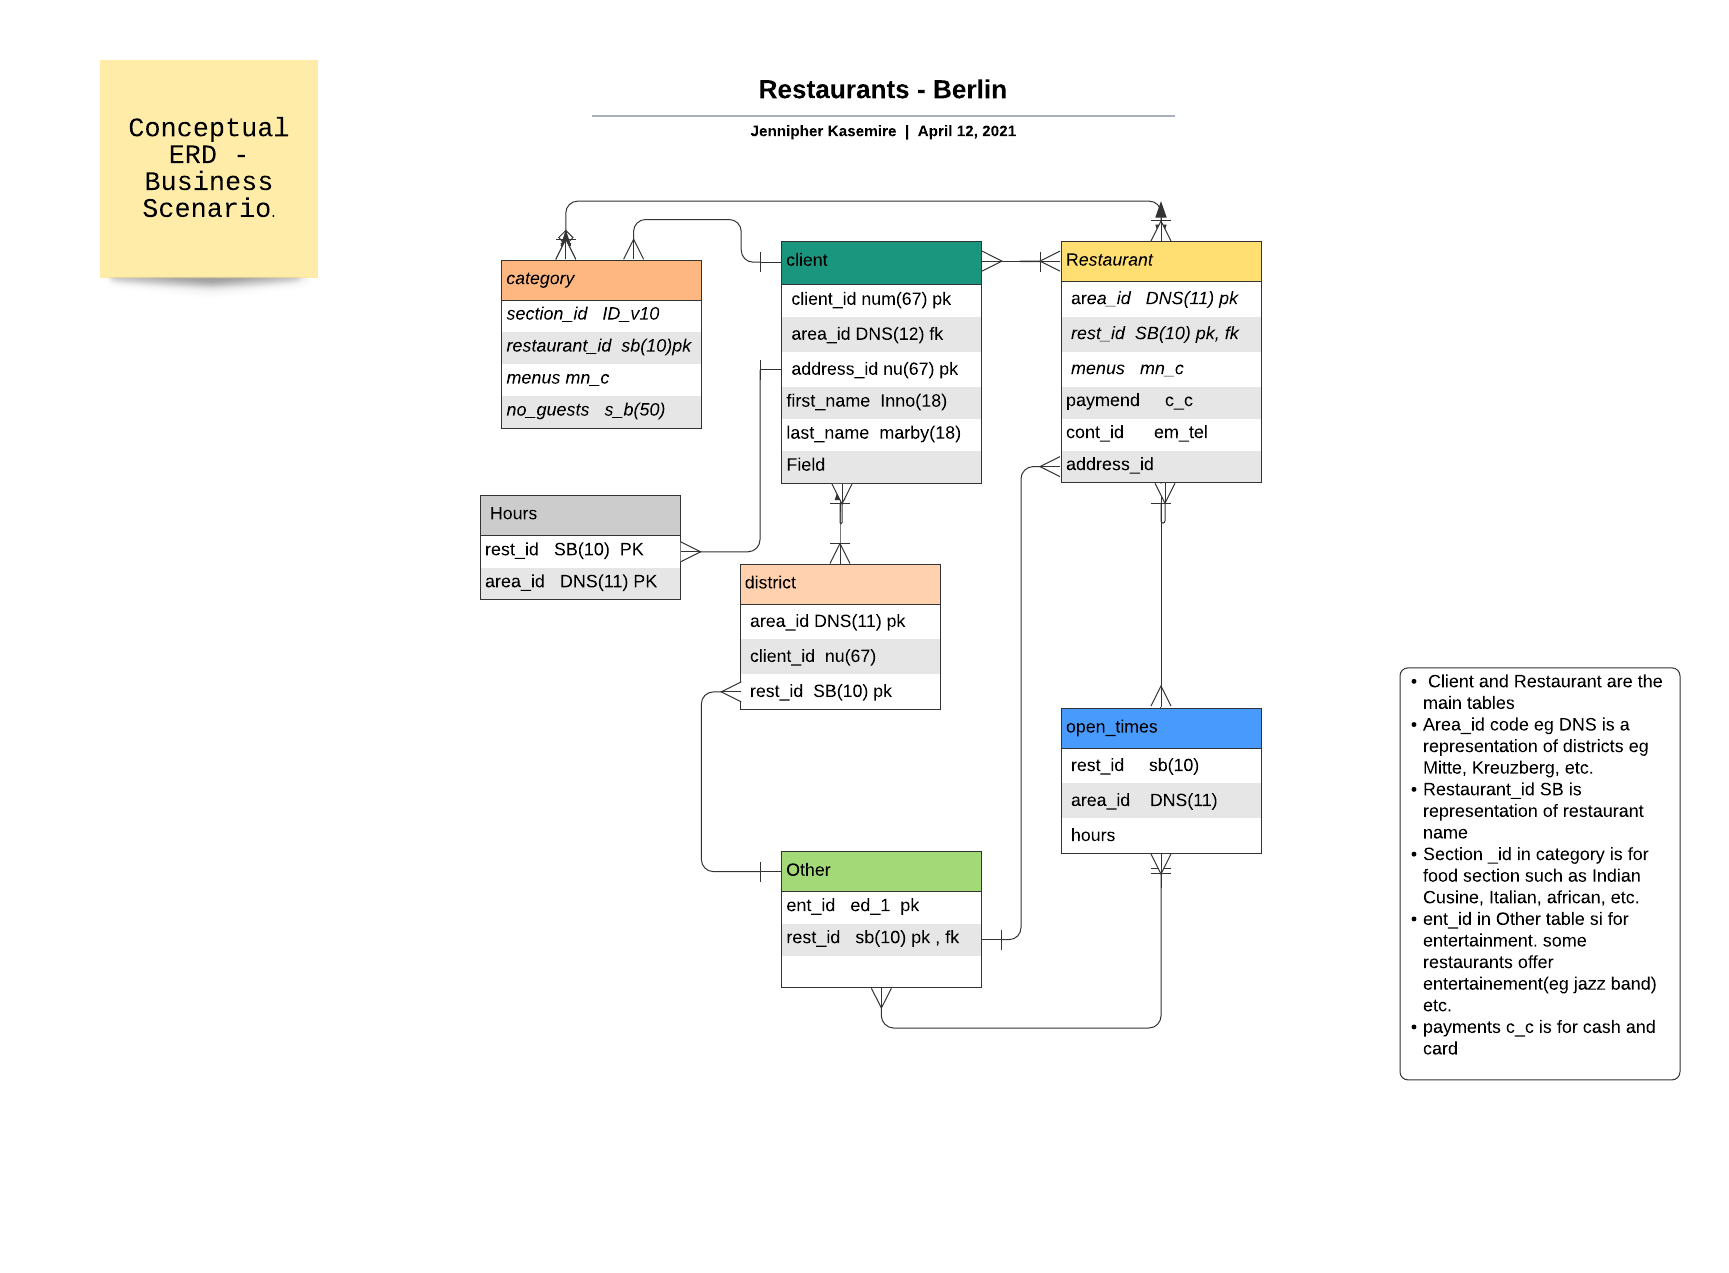 Conceptual
ERD -
Business
Scenario.
Restaurants - Berlin
Jennipher Kasemire | April 12, 2021
category
section_id ID_v10
restaurant_id sb(10)pk
menus mn_c
no_guests s_b(50)
client
client_id num(67) pk
area_id DNS(12) fk
address_id nu(67) pk
first_name Inno(18)
last_name marby(18)
Field
Restaurant
area_id DNS(11) pk
rest_id SB(10) pk, fk
menus mn_c
paymend c_c
cont_id em_tel
address_id
Hours
rest_id SB(10) PK
area_id DNS(11) PK
district
area_id DNS(11) pk
client_id nu(67)
rest_id SB(10) pk
open_times
rest_id sb(10)
area_id DNS(11)
hours
Other
ent_id ed_1 pk
rest_id sb(10) pk , fk
• Client and Restaurant are the
main tables
• Area_id code eg DNS is a
representation of districts eg
Mitte, Kreuzberg, etc.
• Restaurant_id SB is
representation of restaurant
name
• Section _id in category is for
food section such as Indian
Cusine, Italian, african, etc.
• ent_id in Other table si for
entertainment. some
restaurants offer
entertainement(eg jazz band)
etc.
• payments c_c is for cash and
card